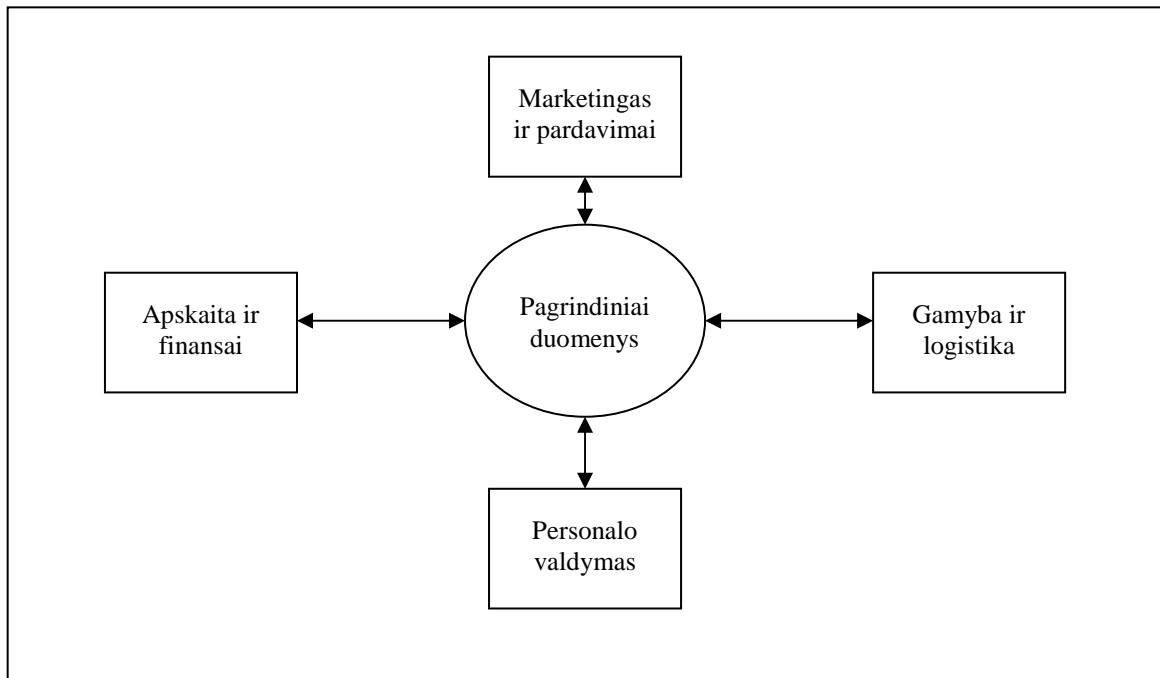 Marketingas
ir pardavimai
Apskaita ir
finansai
Pagrindiniai
duomenys
Gamyba ir
logistika
Personalo
valdymas